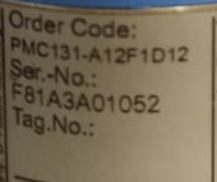 Order Code:
PMC131-A12F1D12
Ser.-No.:
F81A3A01052
Tag.No.: